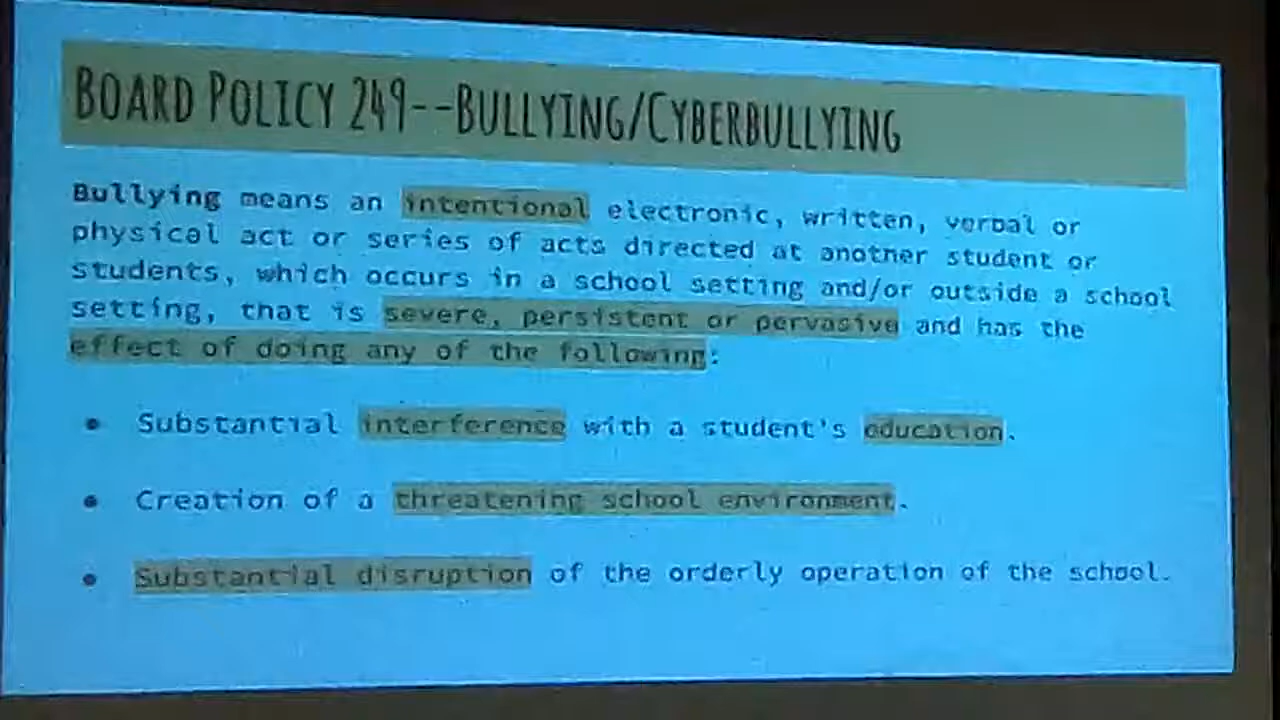 BOARD POLICY 249--BULLYING/CYBERBULLYING
Bullying means an intentional electronic, written, verbal or
physical act or series of acts directed at another student or
students, which occurs in a school setting and/or outside a school
setting, that is severe, persistent or pervasive and has the
effect of doing any of the following:
• Substantial interference with a student's education.
• Creation of a threatening school environment.
• Substantial disruption of the orderly operation of the school.